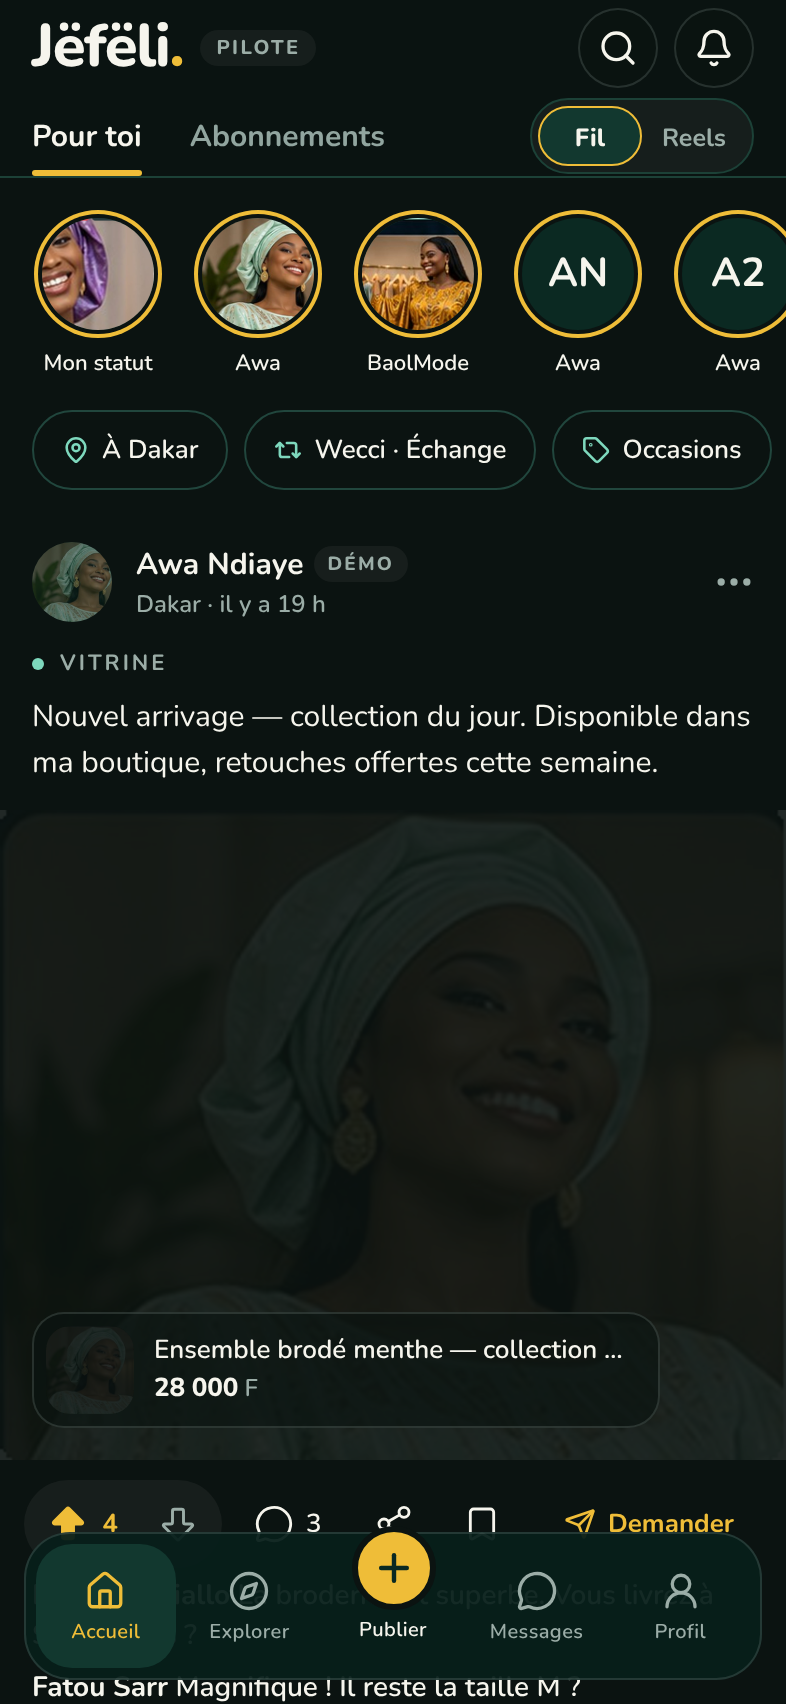 Jëfëli. PILOTE
Pour toi Abonnements Fil Reels
AN A2
Mon statut Awa BaolMode Awa Awa
À Dakar Wecci · Échange Occasions
Awa Ndiaye DÉMO
Dakar · il y a 19 h
VITRINE
Nouvel arrivage — collection du jour. Disponible dans
ma boutique, retouches offertes cette semaine.
Ensemble brodé menthe — collection ...
28 000 F
4 3 Demander
superbe. Vous livrez à
?
Accueil Explorer Publier Messages Profil
Fatou Sarr Magnifique ! Il reste la taille M ?